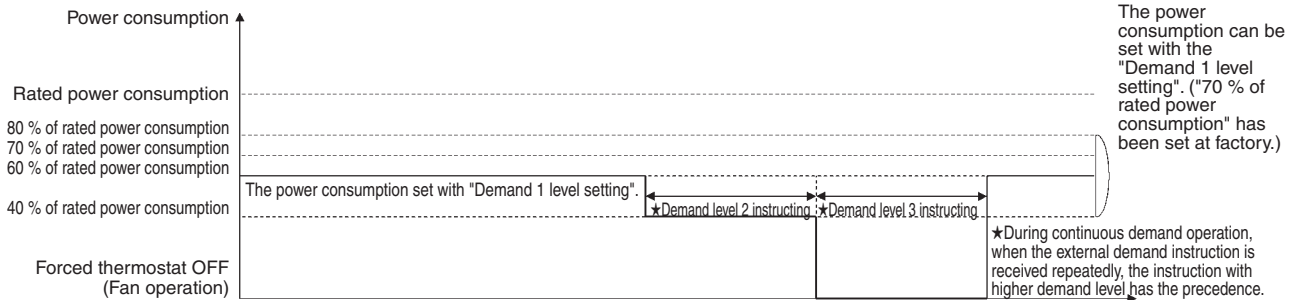 Power consumption
Rated power consumption
80 % of rated power consumption
70 % of rated power consumption
60 % of rated power consumption
40 % of rated power consumption
Forced thermostat OFF
(Fan operation)
The power consumption set with "Demand 1 level setting".
★Demand level 2 instructing
★Demand level 3 instructing
The power
consumption can be
set with the
"Demand 1 level
setting". ("70 % of
rated power
consumption" has
been set at factory.)
★During continuous demand operation,
when the external demand instruction is
received repeatedly, the instruction with
higher demand level has the precedence.